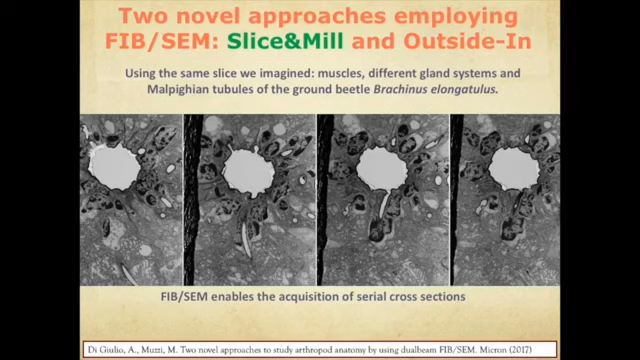 Two novel approaches employing
FIB/SEM: Slice&Mill and Outside-In
Using the same slice we imagined: muscles, different gland systems and
Malpighian tubules of the ground beetle Brachinus elongatulus.
FIB/SEM enables the acquisition of serial cross sections
Di Giulio, A., Muzzi, M. Two novel approaches to study arthropod anatomy by using dualbeam FIB/SEM. Micron (2017)